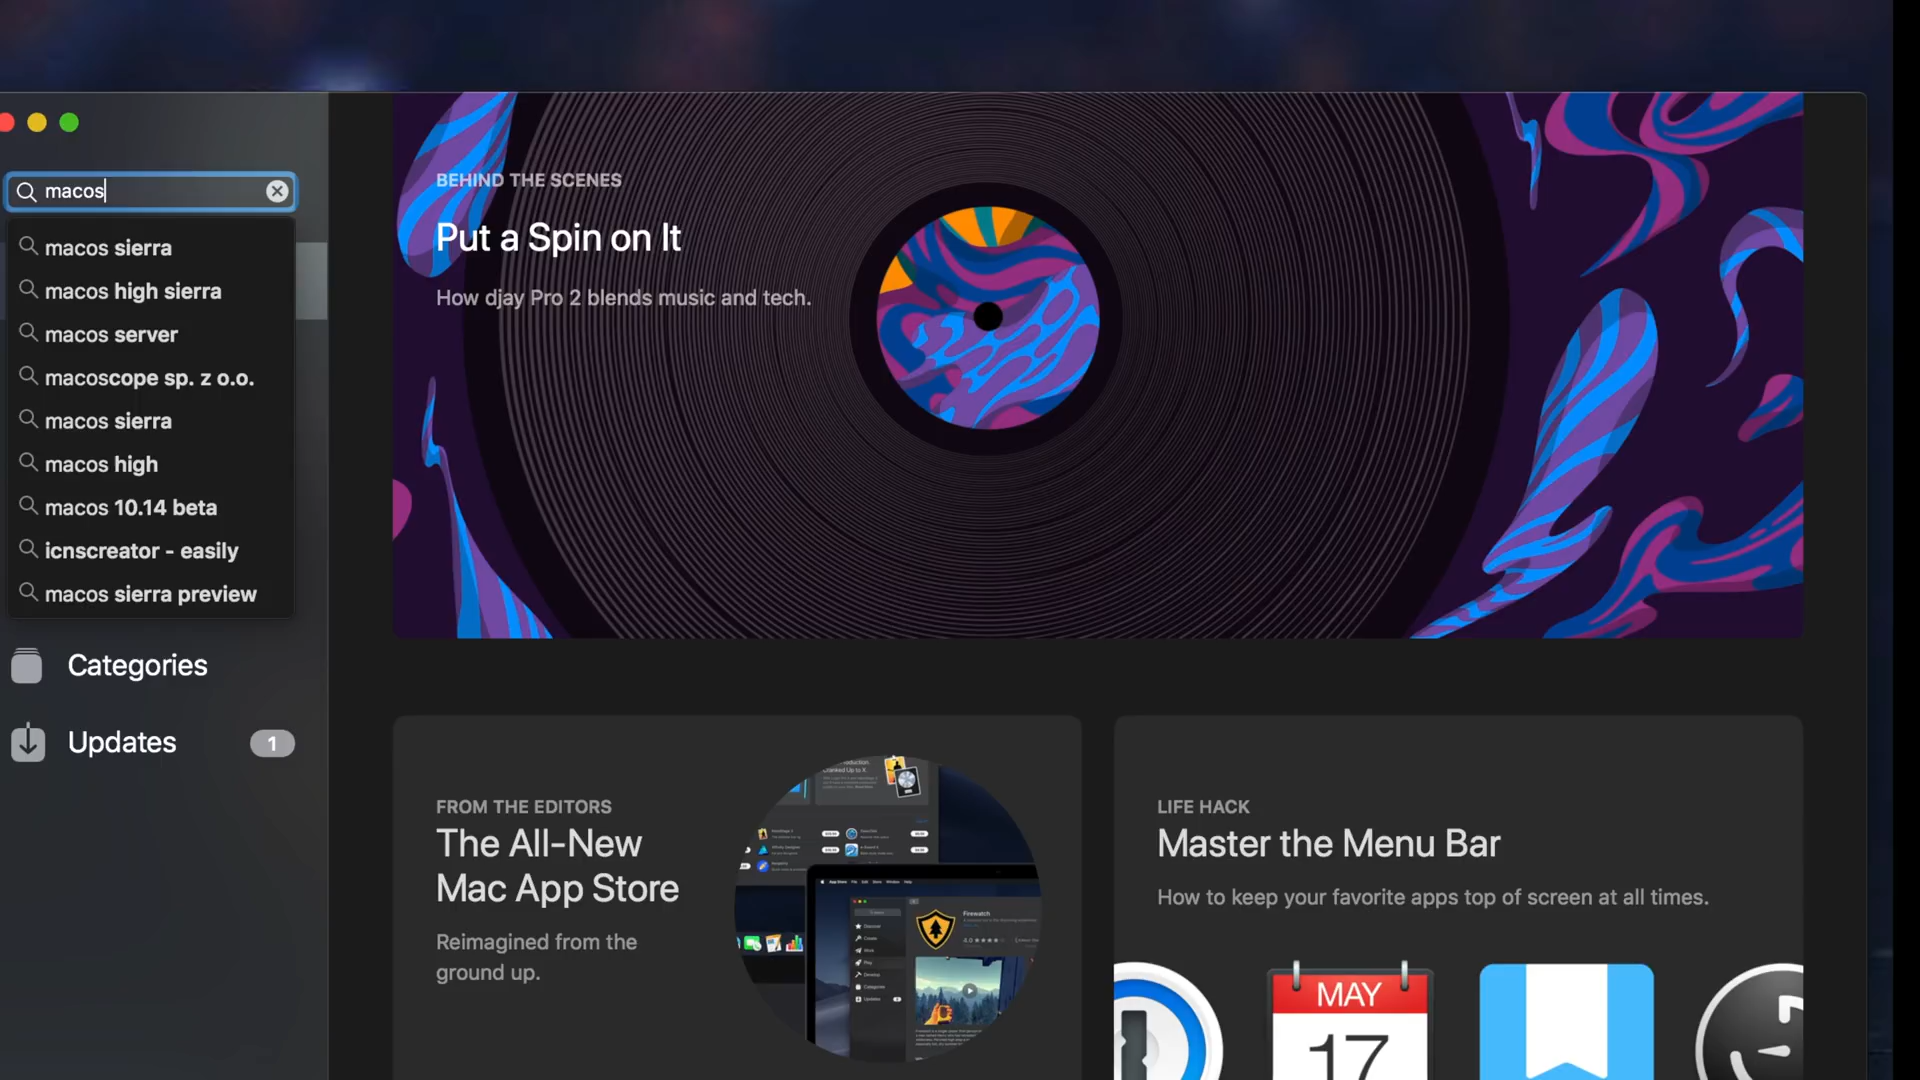 macos
macos sierra
macos high sierra
macos server
macoscope sp. z o.o.
macos sierra
macos high
macos 10.14 beta
icnscreator - easily
macos sierra preview
Categories
Updates 1
BEHIND THE SCENES
Put a Spin on It
How djay Pro 2 blends music and tech.
FROM THE EDITORS
The All-New
Mac App Store
Reimagined from the
ground up.
Firewatch
LIFE HACK
Master the Menu Bar
How to keep your favorite apps top of screen at all times.
MAY
17